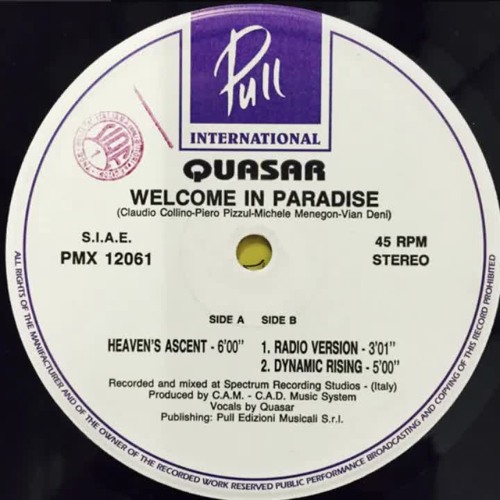 Pull
INTERNATIONAL
QUASAR
WELCOME IN PARADISE
(Claudio Collino-Piero Pizzul-Michele Menegon-Vian Deni)
S.I.A.E. 45 RPM
PMX 12061 STEREO
SIDE A SIDE B
HEAVEN'S ASCENT - 6'00" 1. RADIO VERSION - 3'01"
2. DYNAMIC RISING - 5'00"
Recorded and mixed at Spectrum Recording Studios - (Italy)
Produced by C.A.M. - C.A.D. Music System
Vocals by Quasar
Publishing: Pull Edizioni Musicali S.r.l.
ALL RIGHTS OF THE MANIFACTURER AND OF THE OWNER OF THE RECORDED WORK RESERVED PUBLIC PERFORMANCE BROADCASTING AND COPYING OF THIS RECORD PROHIBITED